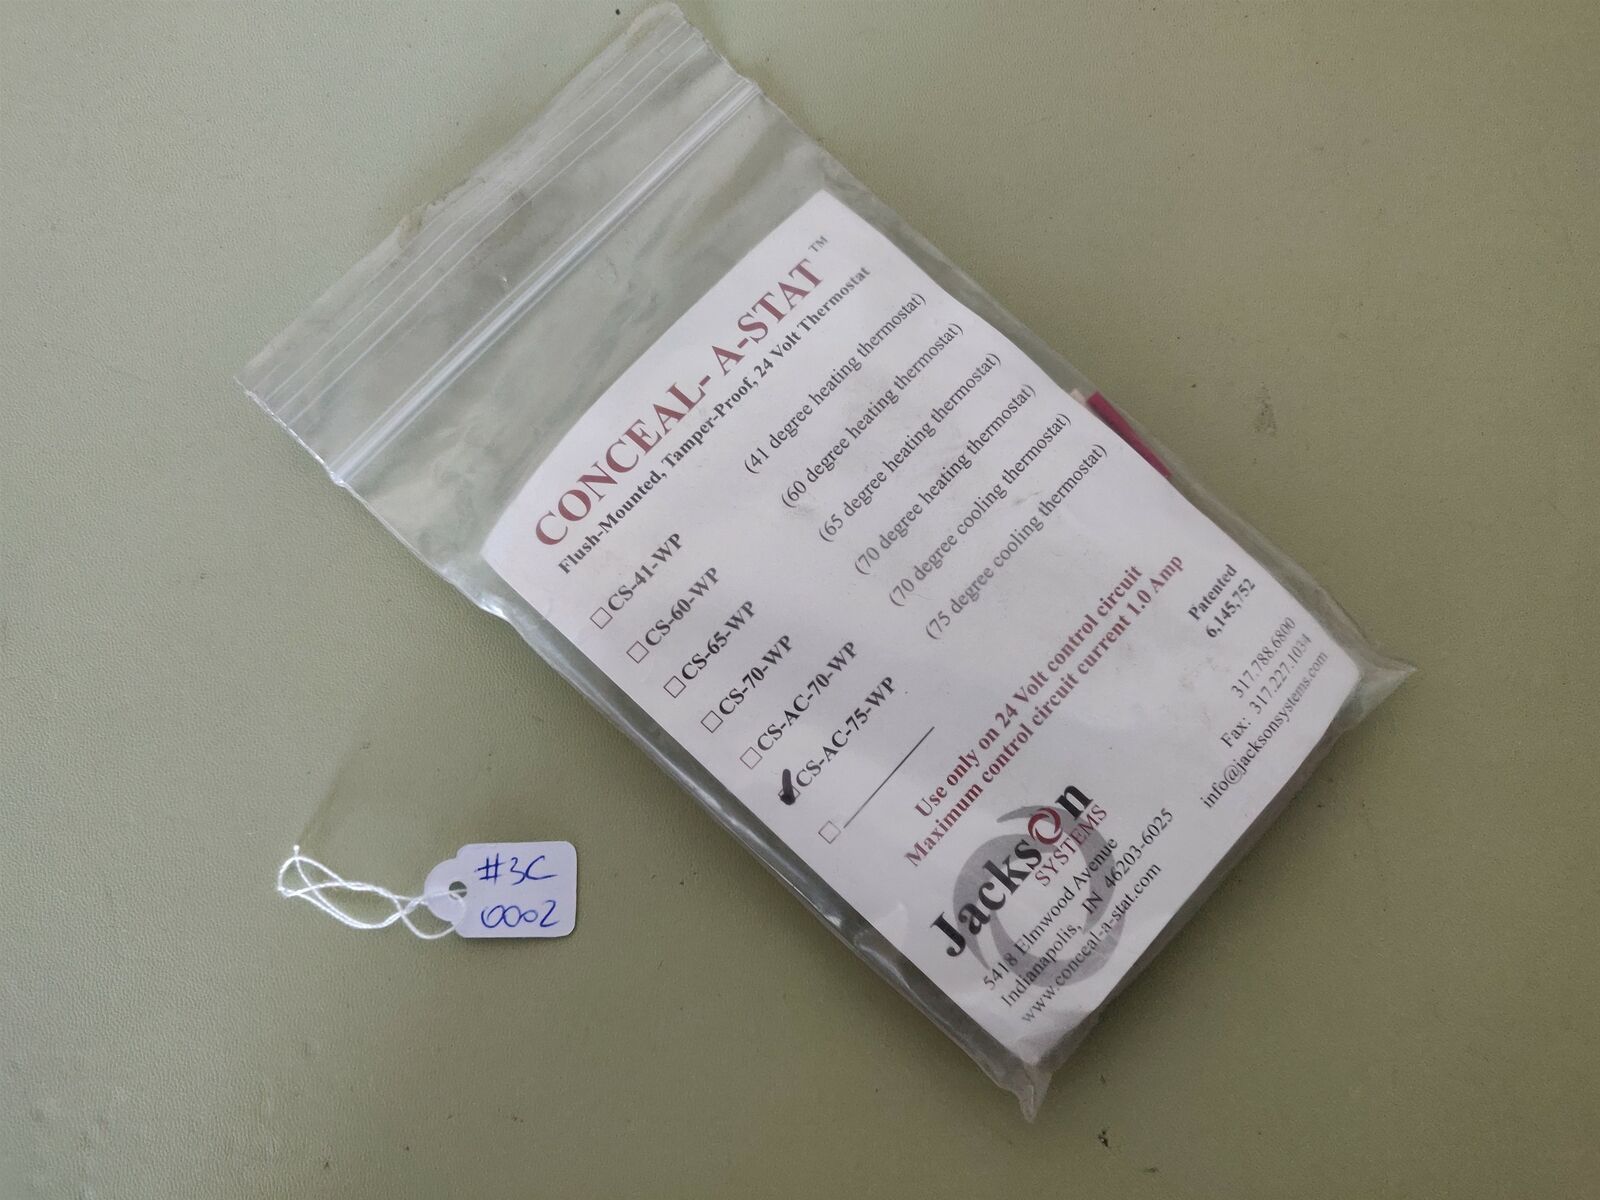 CONCEAL- A-STAT™
Flush-Mounted, Tamper-Proof, 24 Volt Thermostat
CS-41-WP (41 degree heating thermostat)
CS-60-WP (60 degree heating thermostat)
CS-65-WP (65 degree heating thermostat)
CS-70-WP (70 degree heating thermostat)
CS-AC-70-WP (70 degree cooling thermostat)
CS-AC-75-WP (75 degree cooling thermostat)
Use only on 24 Volt control circuit
Maximum control circuit current 1.0 Amp
Patented
6,145,752
Jackson
SYSTEMS
5418 Elmwood Avenue
Indianapolis, IN 46203-6025
www.conceal-a-stat.com
317.788.6800
Fax: 317.227.1034
info@jacksonsystems.com
#3C
0002